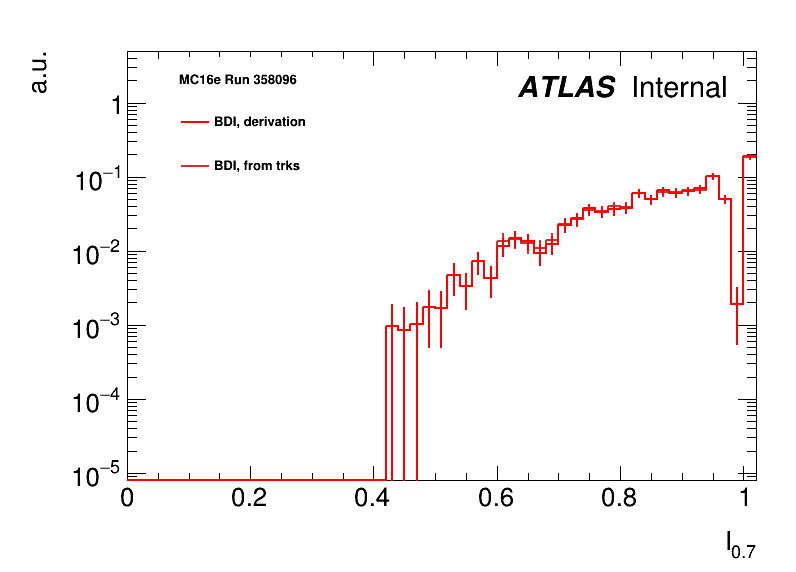 a.u.
MC16e Run 358096
ATLAS Internal
BDI, derivation
BDI, from trks
1
10⁻¹
10⁻²
10⁻³
10⁻⁴
10⁻⁵
0 0.2 0.4 0.6 0.8 1
I₀.₇